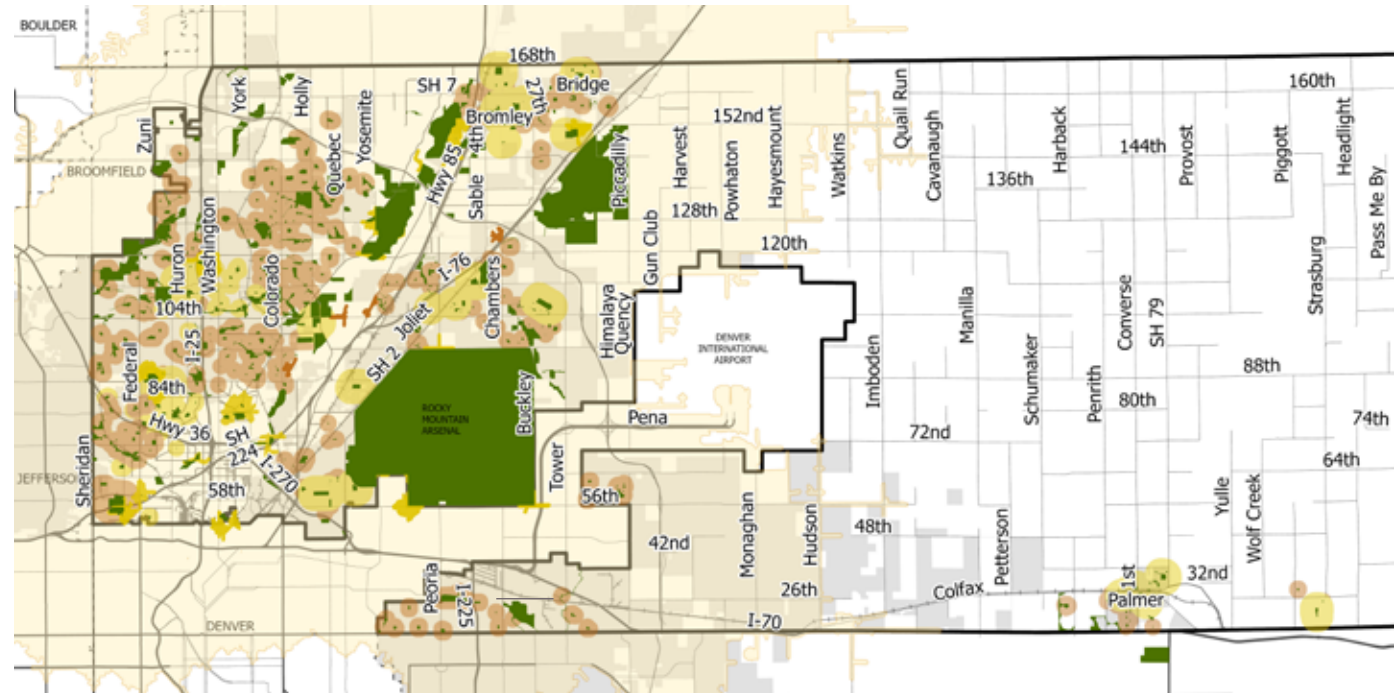 BOULDER
168th
York
Holly
SH 7
27th
Bridge
160th
Quail Run
Bromley
152nd
Zuni
Yosemite
4th
Quebec
Hwy 85
Sable
Piccadilly
Harvest
Powhaton
Hayesmount
Watkins
Cavanaugh
Harback
144th
Provost
Piggott
Headlight
BROOMFIELD
136th
128th
Pass Me By
Huron
Washington
Colorado
I-76
Chambers
Gun Club
120th
Strasburg
104th
Joliet
Himalaya
Quency
Manilla
Converse
SH 79
I-25
SH 2
DENVER
INTERNATIONAL
AIRPORT
Federal
84th
Imboden
Schumaker
Penrith
88th
80th
74th
Hwy 36
ROCKY
MOUNTAIN
ARSENAL
Buckley
Pena
72nd
SH
224
I-270
Sheridan
JEFFERSO
64th
58th
Tower
56th
Monaghan
Hudson
48th
Petterson
Yulle
Wolf Creek
42nd
Peoria
I-225
26th
Colfax
1st
32nd
Palmer
I-70
DENVER